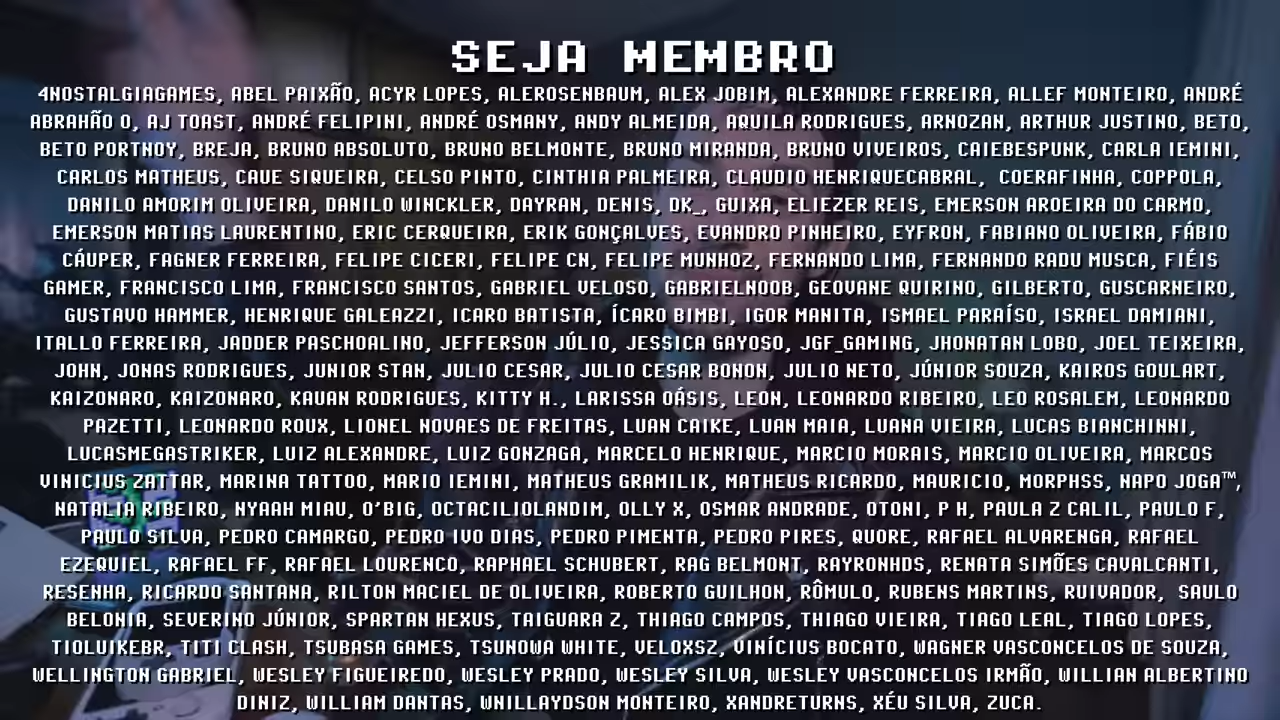 SEJA MEMBRO
4NOSTALGIAGAMES, ABEL PAIXÃO, ACYR LOPES, ALEROSENBAUM, ALEX JOBIM, ALEXANDRE FERREIRA, ALLEF MONTEIRO, ANDRÉ
ABRAHÃO O, AJ TOAST, ANDRÉ FELIPINI, ANDRÉ OSMANY, ANDY ALMEIDA, AQUILA RODRIGUES, ARNOZAN, ARTHUR JUSTINO, BETO,
BETO PORTNOY, BREJA, BRUNO ABSOLUTO, BRUNO BELMONTE, BRUNO MIRANDA, BRUNO VIVEIROS, CAIEBESPUNK, CARLA IEMINI,
CARLOS MATHEUS, CAVE SIQUEIRA, CELSO PINTO, CINTHIA PALMEIRA, CLAUDIO HENRIQUECABRAL, COERAFINHA, COPPOLA,
DANILO AMORIM OLIVEIRA, DANILO WINCKLER, DAYRAN, DENIS, DK_, GUIXA, ELIEZER REIS, EMERSON AROEIRA DO CARMO,
EMERSON MATIAS LAURENTINO, ERIC CERQUEIRA, ERIK GONÇALVES, EVANDRO PINHEIRO, EYFRON, FABIANO OLIVEIRA, FÁBIO
CÁUPER, FAGNER FERREIRA, FELIPE CICERI, FELIPE CN, FELIPE MUNHOZ, FERNANDO LIMA, FERNANDO RADU MUSCA, FIÉIS
GAMER, FRANCISCO LIMA, FRANCISCO SANTOS, GABRIEL VELOSO, GABRIELNOOB, GEOVANE QUIRINO, GILBERTO, GUSCARNEIRO,
GUSTAVO HAMMER, HENRIQUE GALEAZZI, ICARO BATISTA, ÍCARO BIMBI, IGOR MANITA, ISMAEL PARAÍSO, ISRAEL DAMIANI,
ITALLO FERREIRA, JADDER PASCHOALINO, JEFFERSON JÚLIO, JESSICA GAYOSO, JGF_GAMING, JHONATAN LOBO, JOEL TEIXEIRA,
JOHN, JONAS RODRIGUES, JUNIOR STAN, JULIO CESAR, JULIO CESAR BONON, JULIO NETO, JÚNIOR SOUZA, KAIROS GOULART,
KAIZONARO, KAIZONARO, KAUAN RODRIGUES, KITTY H., LARISSA OÁSIS, LEON, LEONARDO RIBEIRO, LEO ROSALEM, LEONARDO
PAZETTI, LEONARDO ROUX, LIONEL NOVAES DE FREITAS, LUAN CAIKE, LUAN MAIA, LUANA VIEIRA, LUCAS BIANCHINNI,
LUCASMEGASTRIKER, LUIZ ALEXANDRE, LUIZ GONZAGA, MARCELO HENRIQUE, MARCIO MORAIS, MARCIO OLIVEIRA, MARCOS
VINICIUS ZATTAR, MARINA TATTOO, MARIO IEMINI, MATHEUS GRAMILIK, MATHEUS RICARDO, MAURICIO, MORPHSS, NAPO JOGA™,
NATALIA RIBEIRO, NYAAH MIAU, O'BIG, OCTACILIOLANDIM, OLLY X, OSMAR ANDRADE, OTONI, P H, PAULA Z CALIL, PAULO F,
PAULO SILVA, PEDRO CAMARGO, PEDRO IVO DIAS, PEDRO PIMENTA, PEDRO PIRES, QUORE, RAFAEL ALVARENGA, RAFAEL
EZEQUIEL, RAFAEL FF, RAFAEL LOURENCO, RAPHAEL SCHUBERT, RAG BELMONT, RAYRONHDS, RENATA SIMÕES CAVALCANTI,
RESENHA, RICARDO SANTANA, RILTON MACIEL DE OLIVEIRA, ROBERTO GUILHON, RÔMULO, RUBENS MARTINS, RUIVADOR, SAULO
BELONIA, SEVERINO JÚNIOR, SPARTAN HEXUS, TAIGUARA Z, THIAGO CAMPOS, THIAGO VIEIRA, TIAGO LEAL, TIAGO LOPES,
TIOLUIKEBR, TITI CLASH, TSUBASA GAMES, TSUNOWA WHITE, VELOXSZ, VINÍCIUS BOCATO, WAGNER VASCONCELOS DE SOUZA,
WELLINGTON GABRIEL, WESLEY FIGUEIREDO, WESLEY PRADO, WESLEY SILVA, WESLEY VASCONCELOS IRMÃO, WILLIAN ALBERTINO
DINIZ, WILLIAM DANTAS, WNILLAYDSON MONTEIRO, XANDRETURNS, XÉU SILVA, ZUCA.